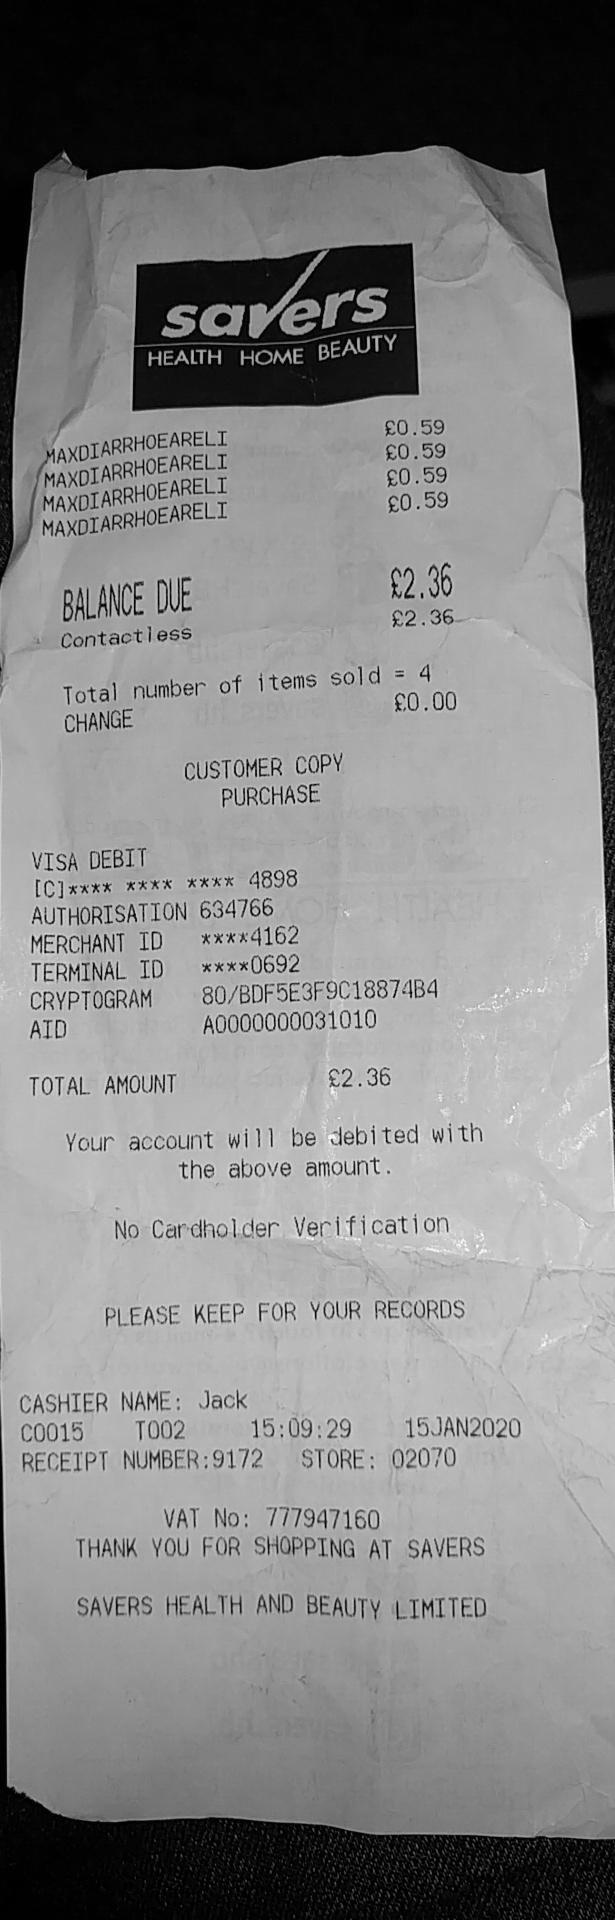 savers
HEALTH HOME BEAUTY
MAXDIARRHOEARELI £0.59
MAXDIARRHOEARELI £0.59
MAXDIARRHOEARELI £0.59
MAXDIARRHOEARELI £0.59
BALANCE DUE £2.36
Contactless £2.36
Total number of items sold = 4
CHANGE £0.00
CUSTOMER COPY
PURCHASE
VISA DEBIT
[C]**** **** **** 4898
AUTHORISATION 634766
MERCHANT ID ****4162
TERMINAL ID ****0692
CRYPTOGRAM 80/BDF5E3F9C18874B4
AID A0000000031010
TOTAL AMOUNT £2.36
Your account will be debited with
the above amount.
No Cardholder Verification
PLEASE KEEP FOR YOUR RECORDS
CASHIER NAME: Jack
C0015 T002 15:09:29 15JAN2020
RECEIPT NUMBER:9172 STORE: 02070
VAT No: 777947160
THANK YOU FOR SHOPPING AT SAVERS
SAVERS HEALTH AND BEAUTY LIMITED